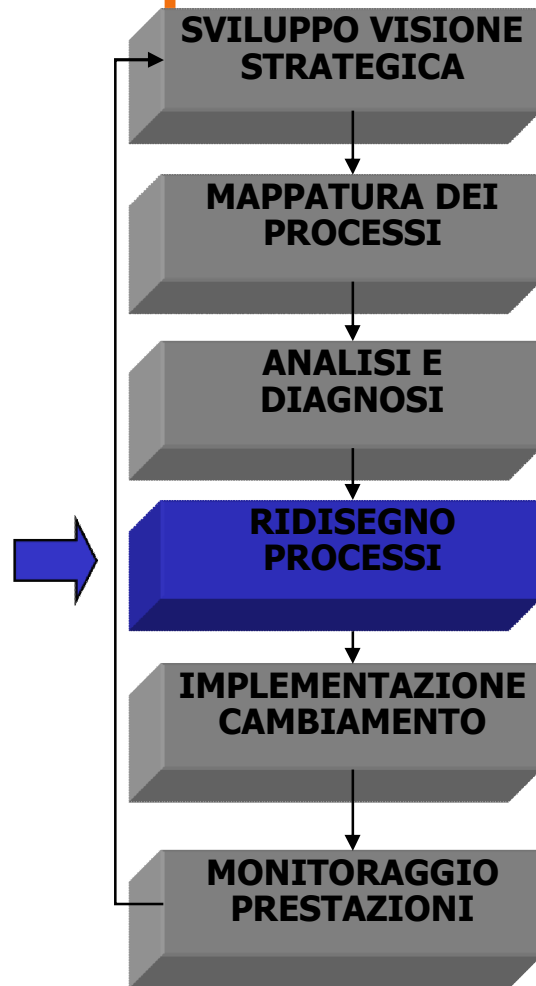 SVILUPPO VISIONE
STRATEGICA
MAPPATURA DEI
PROCESSI
ANALISI E
DIAGNOSI
RIDISEGNO
PROCESSI
IMPLEMENTAZIONE
CAMBIAMENTO
MONITORAGGIO
PRESTAZIONI